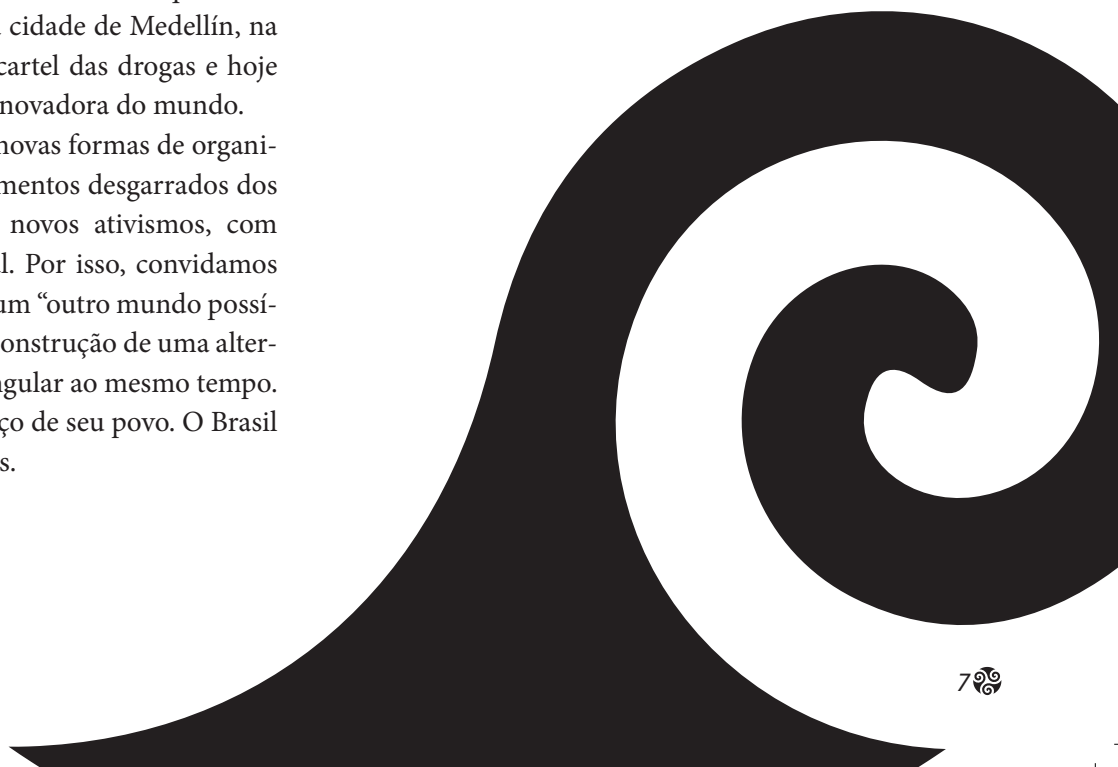 cidade de Medellín, na
cartel das drogas e hoje
novadora do mundo.
novas formas de organi-
mentos desgarrados dos
novos ativismos, com
l. Por isso, convidamos
um “outro mundo possí-
onstrução de uma alter-
ngular ao mesmo tempo.
ço de seu povo. O Brasil
s.
7